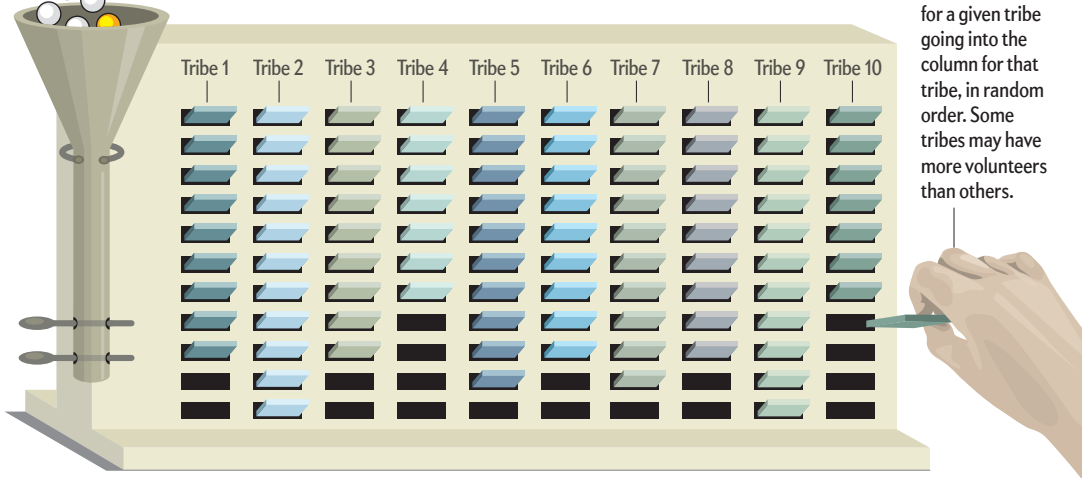 for a given tribe
going into the
column for that
tribe, in random
order. Some
tribes may have
more volunteers
than others.
Tribe 1 Tribe 2 Tribe 3 Tribe 4 Tribe 5 Tribe 6 Tribe 7 Tribe 8 Tribe 9 Tribe 10